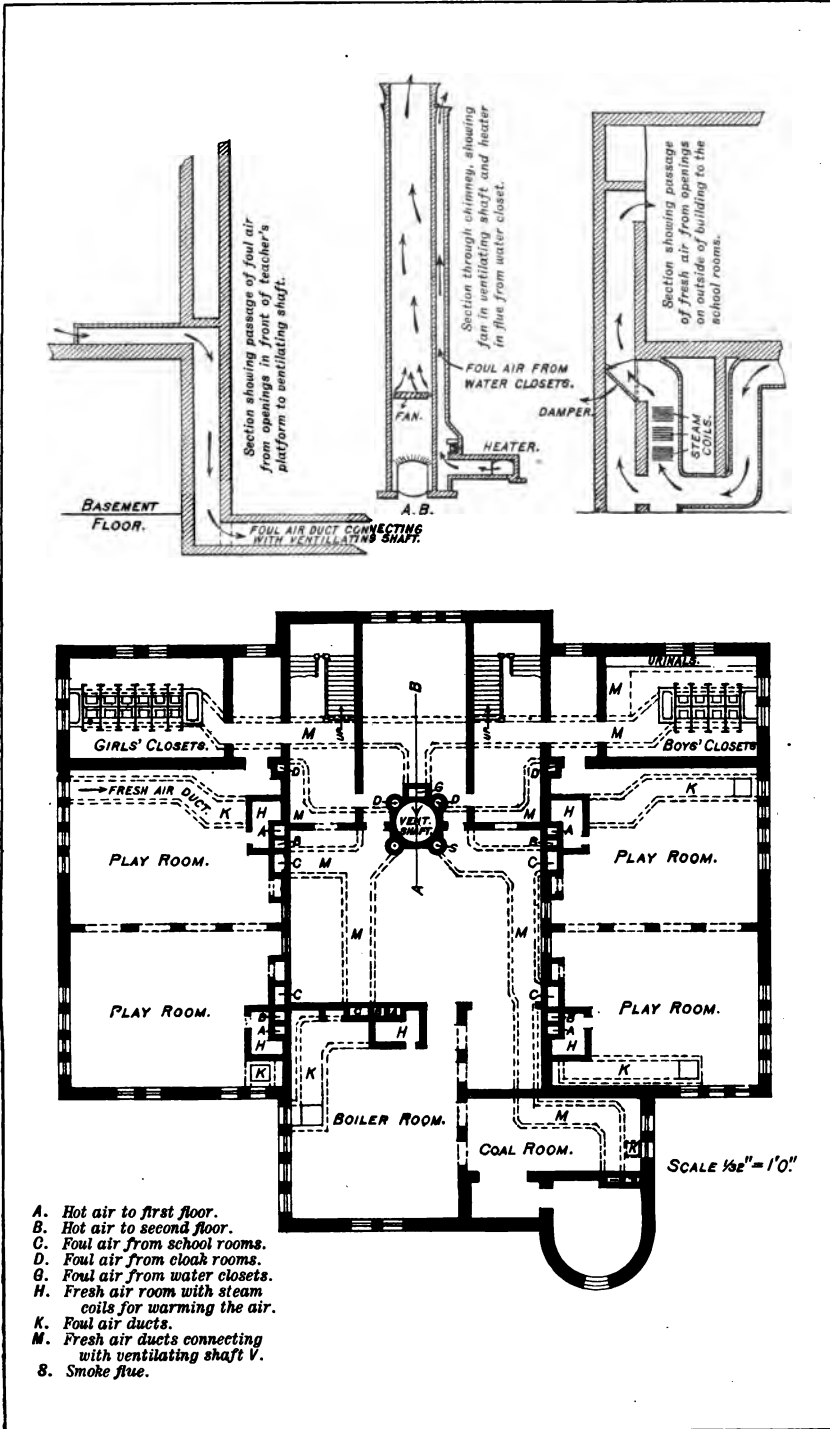 Section showing passage of foul air
from openings in front of teacher's
platform to ventilating shaft.
BASEMENT
FLOOR.
FOUL AIR DUCT CONNECTING
WITH VENTILLATING SHAFT.
Section through chimney, showing
fan in ventilating shaft and heater
in flue from water closet.
FOUL AIR FROM
WATER CLOSETS.
FAN.
HEATER.
A.B.
Section showing passage
of fresh air from openings
on outside of building to the
school rooms.
DAMPER.
STEAM
COILS.
URINALS.
M
B
UP
UP
M
M
GIRLS' CLOSETS.
BOYS' CLOSETS
D
G
D
FRESH AIR DUCT.
K
H
D
D
H
K
A
M
VENT.
SHAFT.
M
A
B
S
B
PLAY ROOM.
C
M
C
PLAY ROOM.
A
M
M
PLAY ROOM.
C
C
PLAY ROOM.
B
C
B
A
B
A
H
H
A
H
K
K
K
BOILER ROOM.
M
COAL ROOM.
K
SCALE 1/32" = 1'0".
A. Hot air to first floor.
B. Hot air to second floor.
C. Foul air from school rooms.
D. Foul air from cloak rooms.
G. Foul air from water closets.
H. Fresh air room with steam
coils for warming the air.
K. Foul air ducts.
M. Fresh air ducts connecting
with ventilating shaft V.
8. Smoke flue.